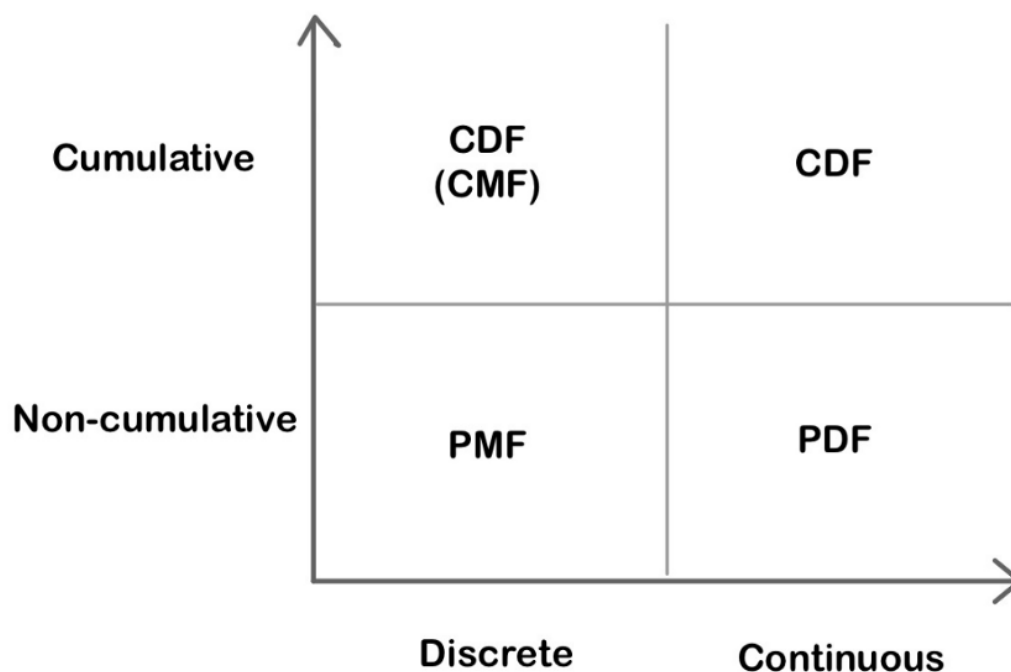 Cumulative
CDF
(CMF)
CDF
Non-cumulative
PMF
PDF
Discrete
Continuous